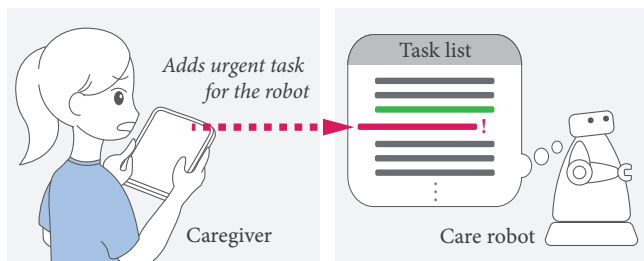 Adds urgent task
for the robot
Caregiver
Task list
!
Care robot